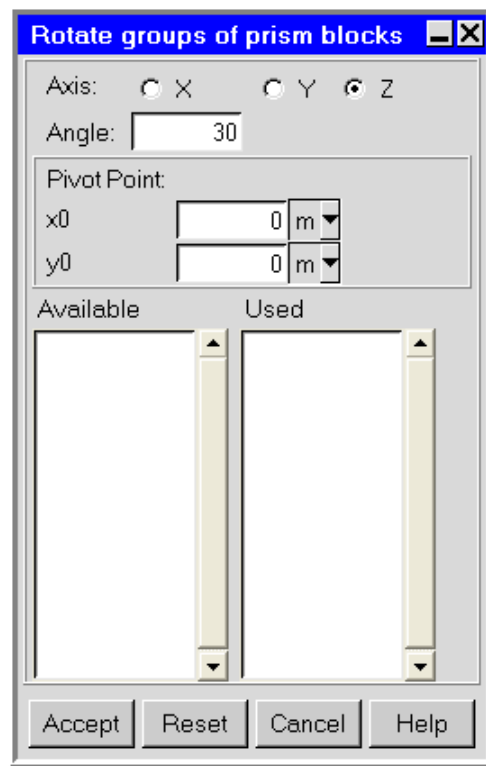 Rotate groups of prism blocks
Axis: X Y Z
Angle: 30
Pivot Point:
x0 0 m
y0 0 m
Available Used
Accept Reset Cancel Help